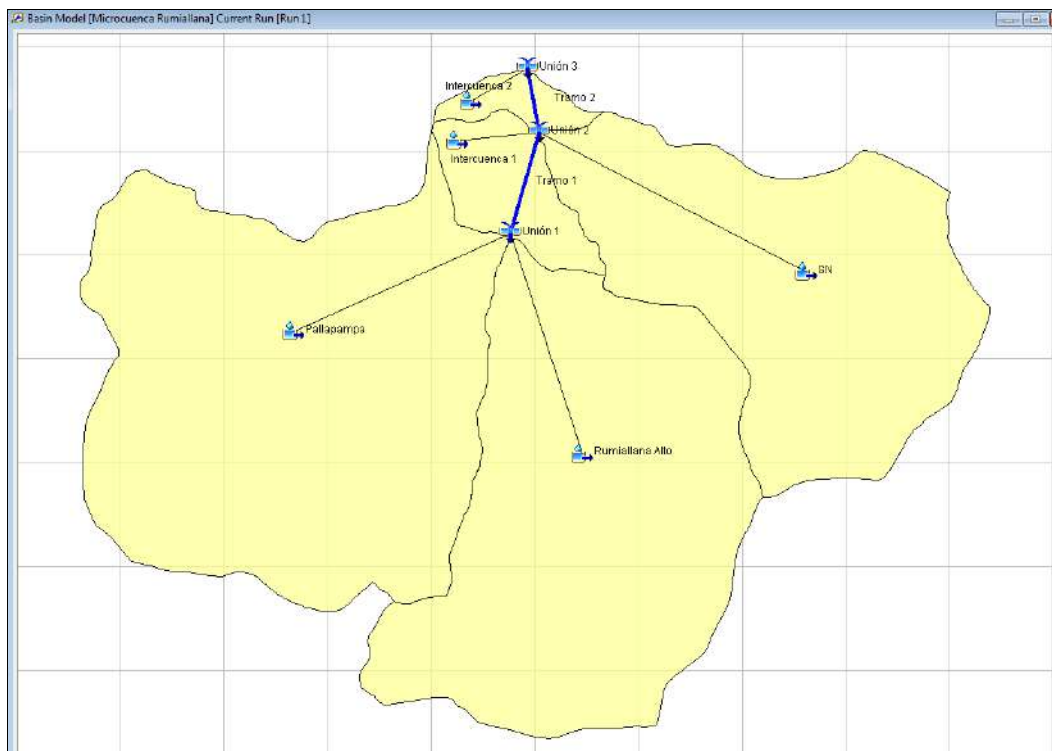 Basin Model [Microcuenca Rumiallana] Current Run [Run 1]
Unión 3
Intercuenca 2
Tramo 2
Unión 2
Intercuenca 1
Tramo 1
Unión 1
SN
Pallapampa
Rumiallana Alto